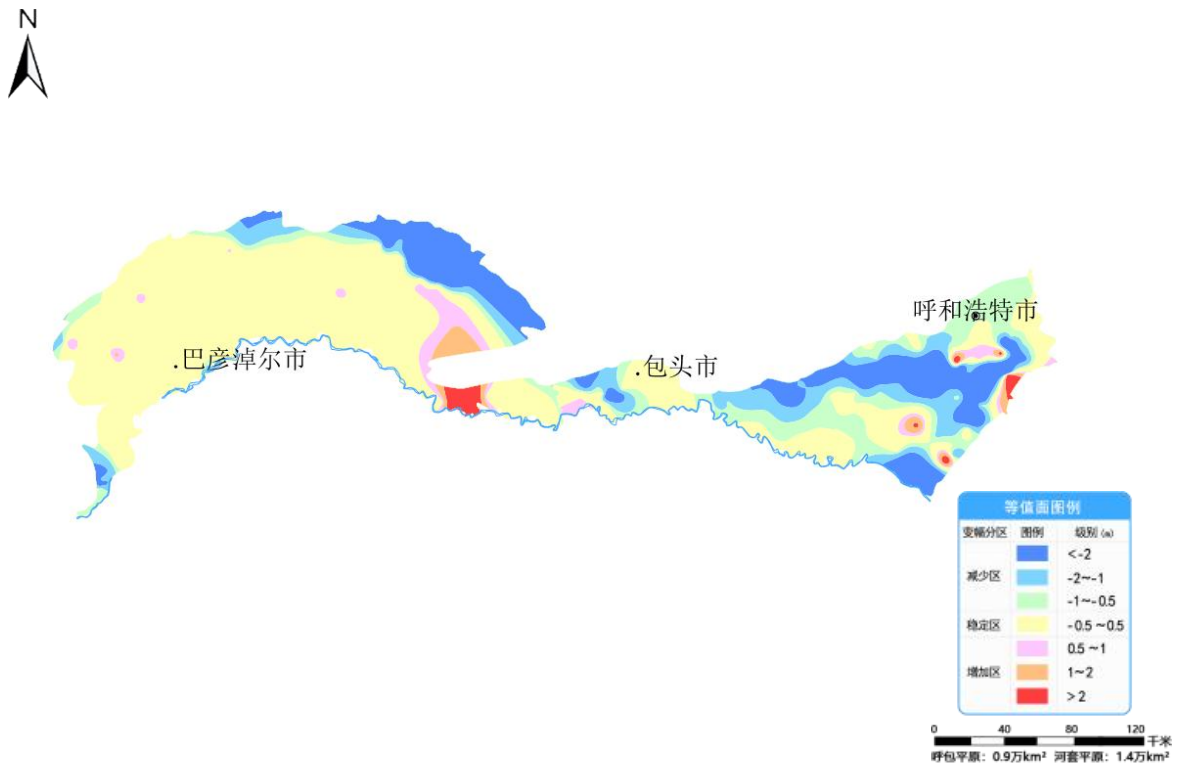 N
呼和浩特市
.巴彦淖尔市
.包头市
等值面图例
变幅分区 图例 级别 (m)
减少区
<-2
-2~-1
-1~-0.5
稳定区 -0.5~0.5
增加区
0.5~1
1~2
>2
0 40 80 120 千米
呼包平原：0.9万km² 河套平原：1.4万km²